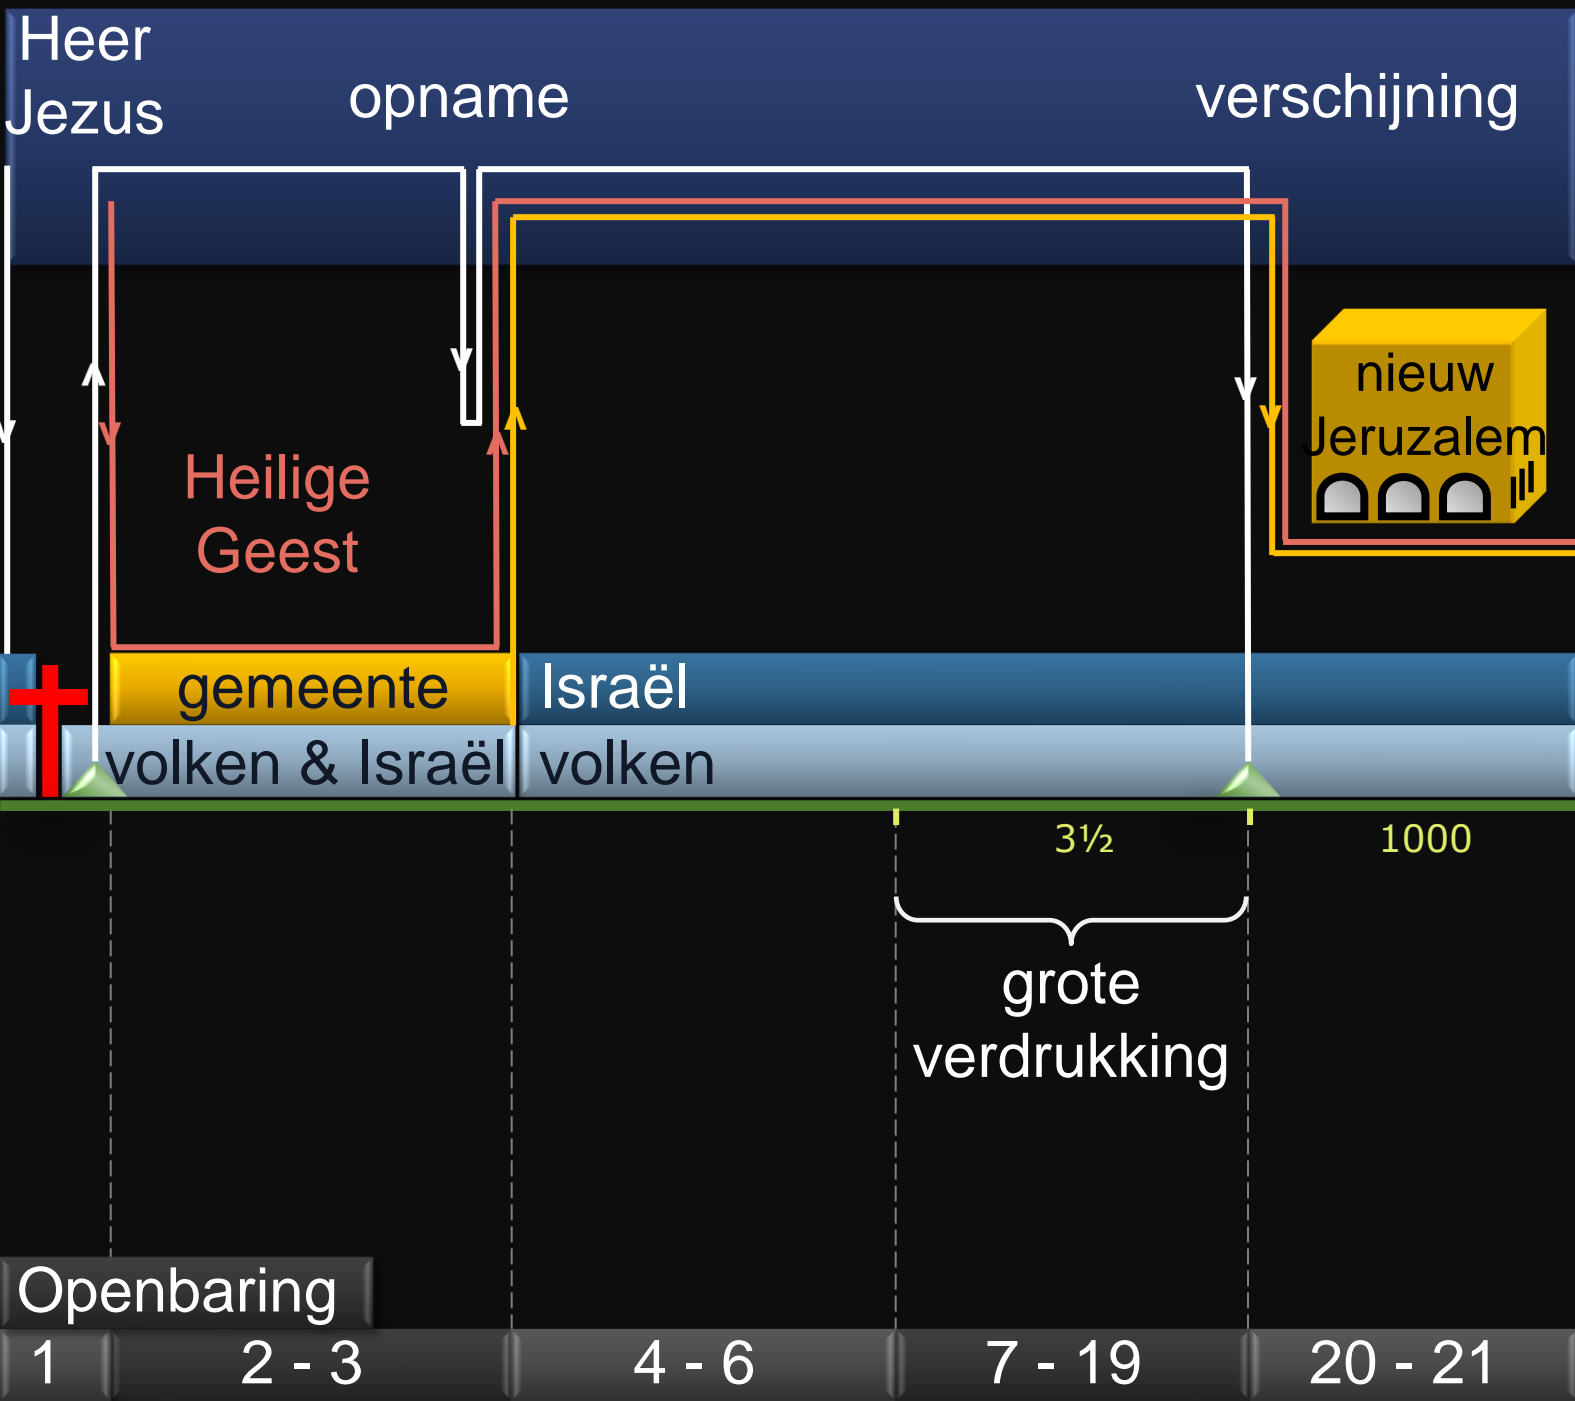 Heer
Jezus
opname
verschijning
nieuw
Jeruzalem
Heilige
Geest
gemeente
Israël
volken & Israël
volken
3½
1000
grote
verdrukking
Openbaring
1
2 - 3
4 - 6
7 - 19
20 - 21